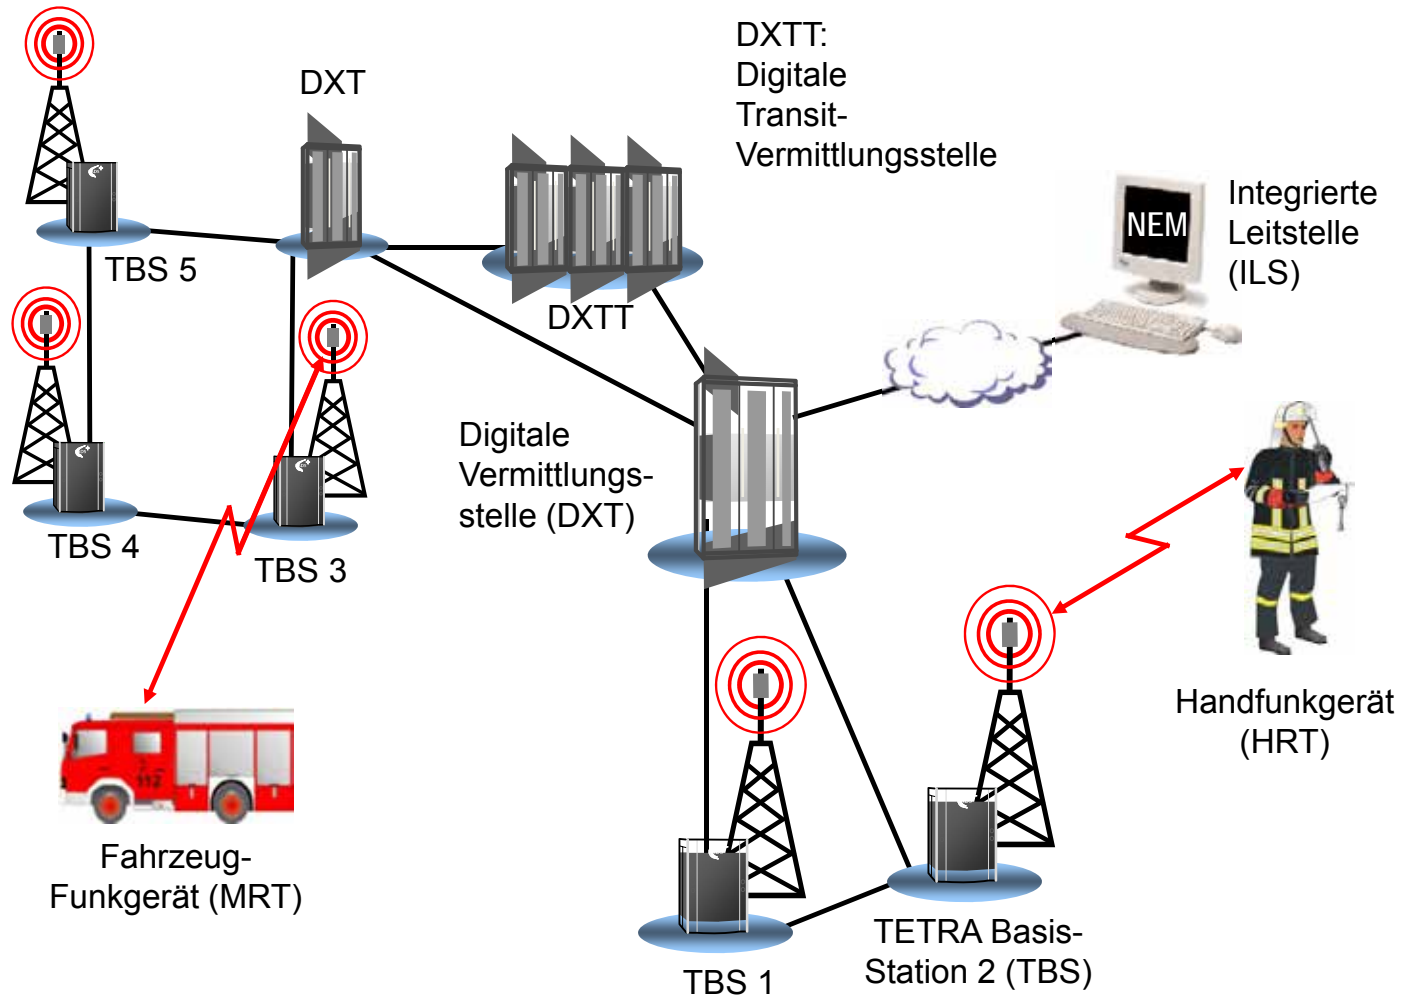 DXT
DXTT:
Digitale
Transit-
Vermittlungsstelle
NEM
Integrierte
Leitstelle
(ILS)
TBS 5
DXTT
Digitale
Vermittlungs-
stelle (DXT)
TBS 4
TBS 3
112
Fahrzeug-
Funkgerät (MRT)
Handfunkgerät
(HRT)
TETRA Basis-
Station 2 (TBS)
TBS 1